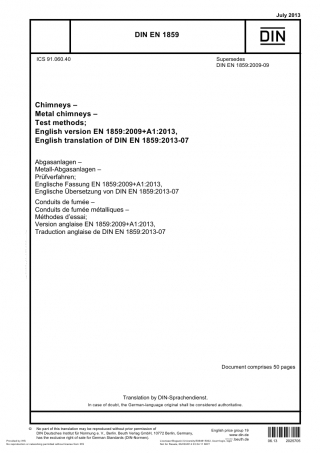 July 2013
DIN EN 1859
DIN
ICS 91.060.40
Supersedes
DIN EN 1859:2009-09
Chimneys –
Metal chimneys –
Test methods;
English version EN 1859:2009+A1:2013,
English translation of DIN EN 1859:2013-07
Abgasanlagen –
Metall-Abgasanlagen –
Prüfverfahren;
Englische Fassung EN 1859:2009+A1:2013,
Englische Übersetzung von DIN EN 1859:2013-07
Conduits de fumée –
Conduits de fumée métalliques –
Méthodes d'essai;
Version anglaise EN 1859:2009+A1:2013,
Traduction anglaise de DIN EN 1859:2013-07
Document comprises 50 pages
Translation by DIN-Sprachendienst.
In case of doubt, the German-language original shall be considered authoritative.
© No part of this translation may be reproduced without prior permission of
DIN Deutsches Institut für Normung e. V., Berlin. Beuth Verlag GmbH, 10772 Berlin, Germany,
has the exclusive right of sale for German Standards (DIN-Normen).
English price group 19
www.din.de
www.beuth.de